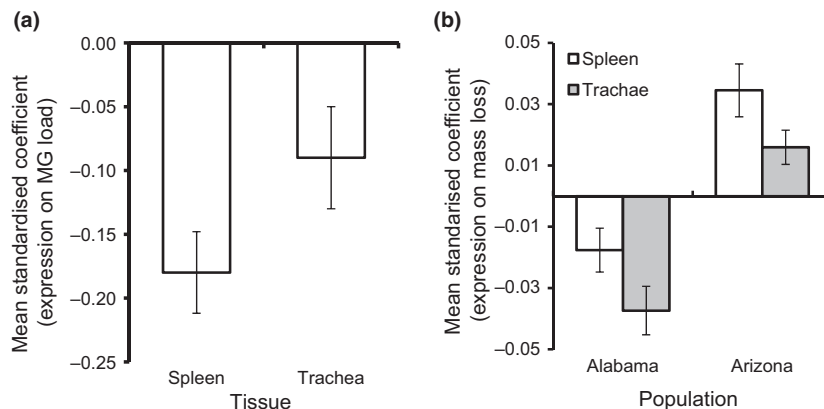 (a)
0.00
−0.05
−0.10
−0.15
−0.20
−0.25
Mean standardised coefficient
(expression on MG load)
Spleen Trachea
Tissue
(b)
0.05
0.03
0.01
−0.01
−0.03
−0.05
Mean standarised coefficient
(expression on mass loss)
Spleen
Trachae
Alabama Arizona
Population